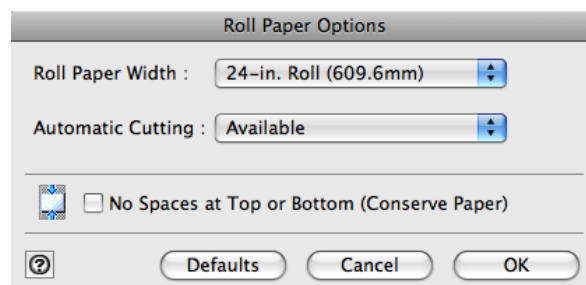 Roll Paper Options
Roll Paper Width : 24-in. Roll (609.6mm)
Automatic Cutting : Available
No Spaces at Top or Bottom (Conserve Paper)
? Defaults Cancel OK